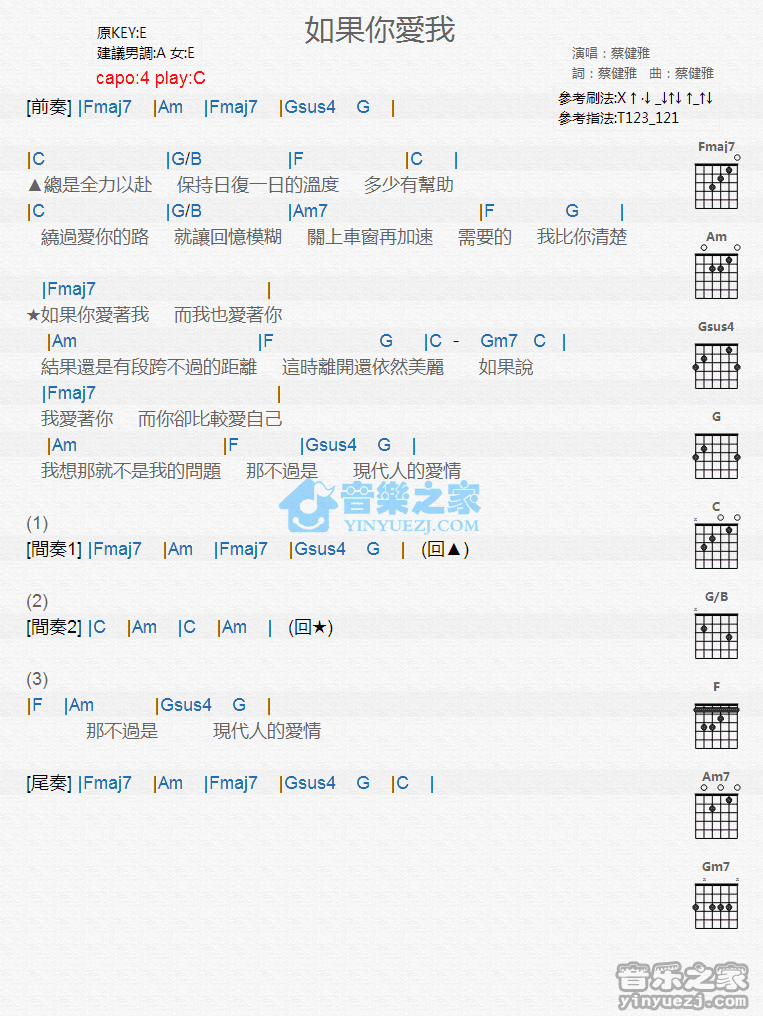 如果你愛我
原KEY:E
建議男調:A 女:E
capo:4 play:C
演唱：蔡健雅
詞：蔡健雅 曲：蔡健雅
參考刷法:X↑·↓_↓↑↓↑_↑↓
參考指法:T123_121
[前奏] |Fmaj7 |Am |Fmaj7 |Gsus4 G |
|C |G/B |F |C |
▲總是全力以赴 保持日復一日的溫度 多少有幫助
|C |G/B |Am7 |F G |
繞過愛你的路 就讓回憶模糊 關上車窗再加速 需要的 我比你清楚
|Fmaj7 |
★如果你愛著我 而我也愛著你
|Am |F G |C - Gm7 C |
結果還是有段跨不過的距離 這時離開還依然美麗 如果說
|Fmaj7 |
我愛著你 而你卻比較愛自己
|Am |F |Gsus4 G |
我想那就不是我的問題 那不過是 現代人的愛情
音樂之家
YINYUEZJ.COM
(1)
[間奏1] |Fmaj7 |Am |Fmaj7 |Gsus4 G | (回▲)
(2)
[間奏2] |C |Am |C |Am | (回★)
(3)
|F |Am |Gsus4 G |
那不過是 現代人的愛情
[尾奏] |Fmaj7 |Am |Fmaj7 |Gsus4 G |C |
Fmaj7
Am
Gsus4
G
C
G/B
F
Am7
Gm7
音乐之家
yinyuezj.com